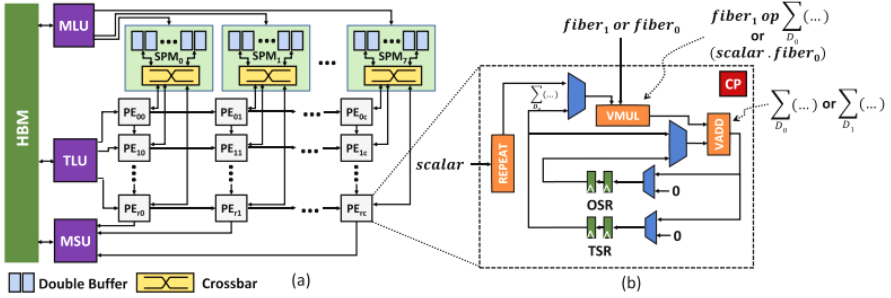 HBM
MLU
TLU
MSU
SPM0
SPM1
SPM7
PE00
PE01
PE0c
PE10
PE11
PE1c
PEr0
PEr1
PErc
Double Buffer
Crossbar
(a)
fiber1 or fiber0
fiber1 op ∑D0(...)
or
(scalar . fiber0)
CP
∑D0(...)
VMUL
VADD
∑D0(...) or ∑D1(...)
scalar
REPEAT
OSR
0
TSR
0
(b)